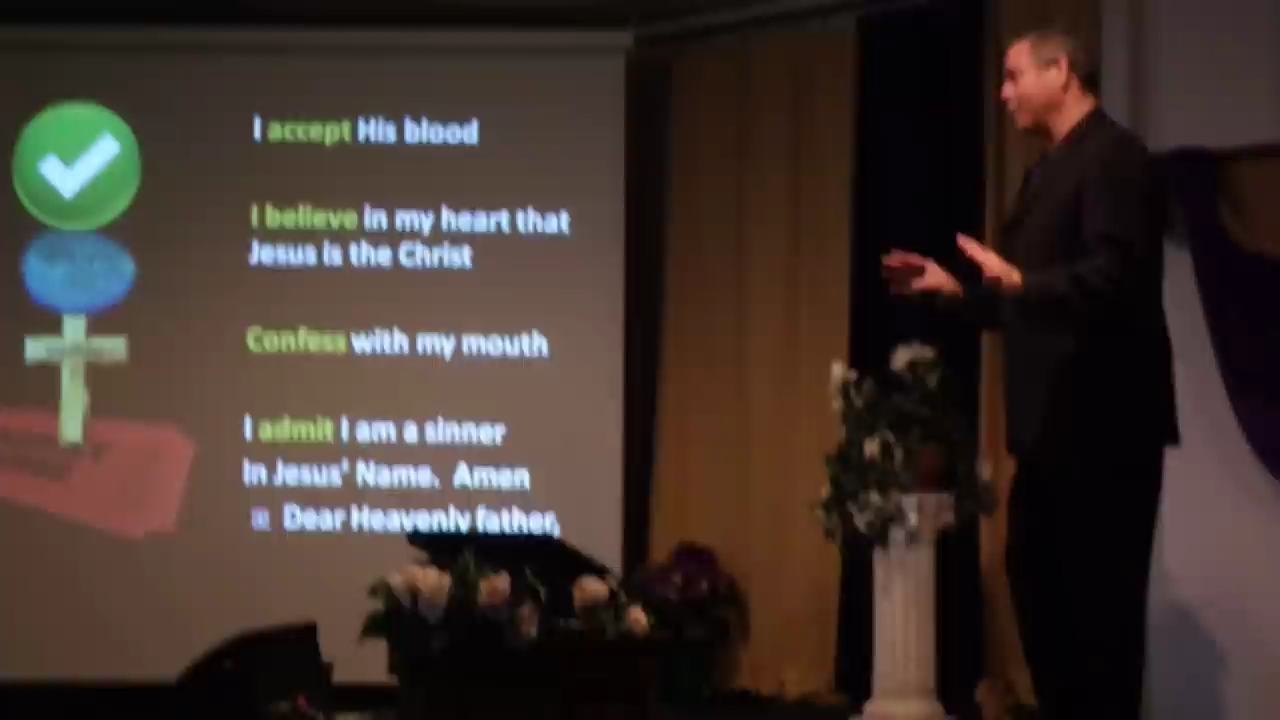 I accept His blood
I believe in my heart that
Jesus is the Christ
Confess with my mouth
I admit I am a sinner
In Jesus' Name. Amen
Dear Heavenly father,